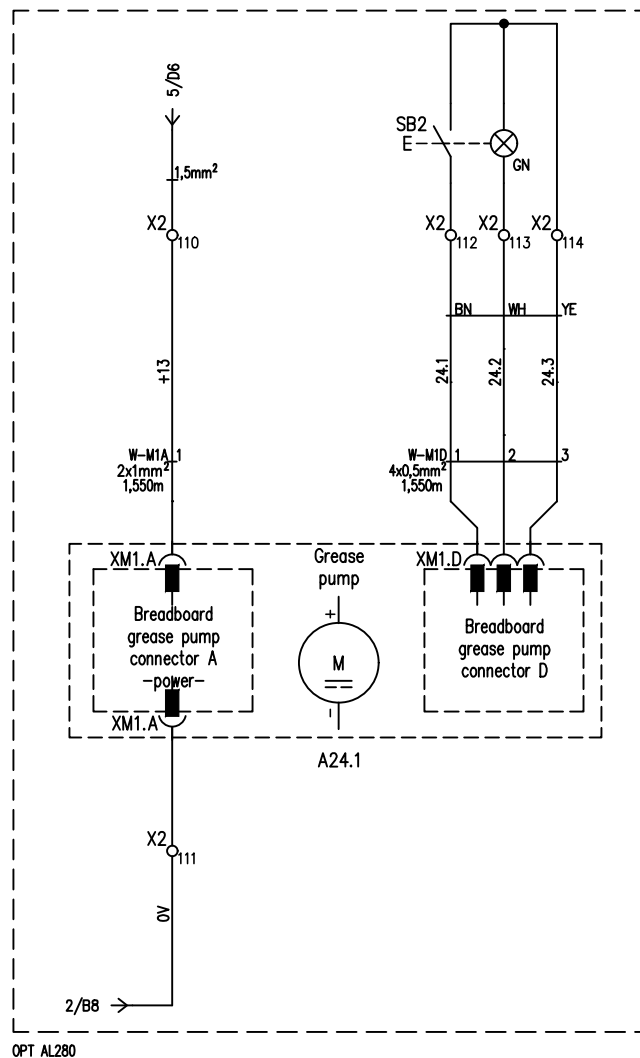 5/D6
1,5mm²
X2
110
+13
W-M1A 1
2x1mm²
1,550m
XM1.A
Breadboard
grease pump
connector A
-power-
XM1.A
X2
111
0V
2/B8
Grease
pump
+
M
-
A24.1
SB2
E
GN
X2 X2 X2
112 113 114
BN WH YE
24.1 24.2 24.3
W-M1D 1 2 3
4x0,5mm²
1,550m
XM1.D
Breadboard
grease pump
connector D
OPT AL280